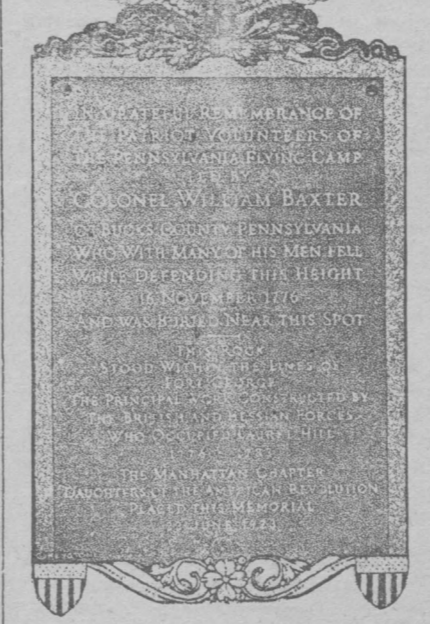 IN GRATEFUL REMEMBRANCE OF
THE PATRIOT VOLUNTEERS OF
THE PENNSYLVANIA FLYING CAMP
LED BY
COLONEL WILLIAM BAXTER
OF BUCKS COUNTY PENNSYLVANIA
WHO WITH MANY OF HIS MEN FELL
WHILE DEFENDING THIS HEIGHT
16 NOVEMBER 1776
AND WAS BURIED NEAR THIS SPOT
THIS ROCK
STOOD WITHIN THE LINES OF
FORT GEORGE
THE PRINCIPAL WORK CONSTRUCTED BY
THE BRITISH AND HESSIAN FORCES
WHO OCCUPIED LAUREL HILL
THE MANHATTAN CHAPTER
DAUGHTERS OF THE AMERICAN REVOLUTION
PLACED THIS MEMORIAL
JUNE 1923